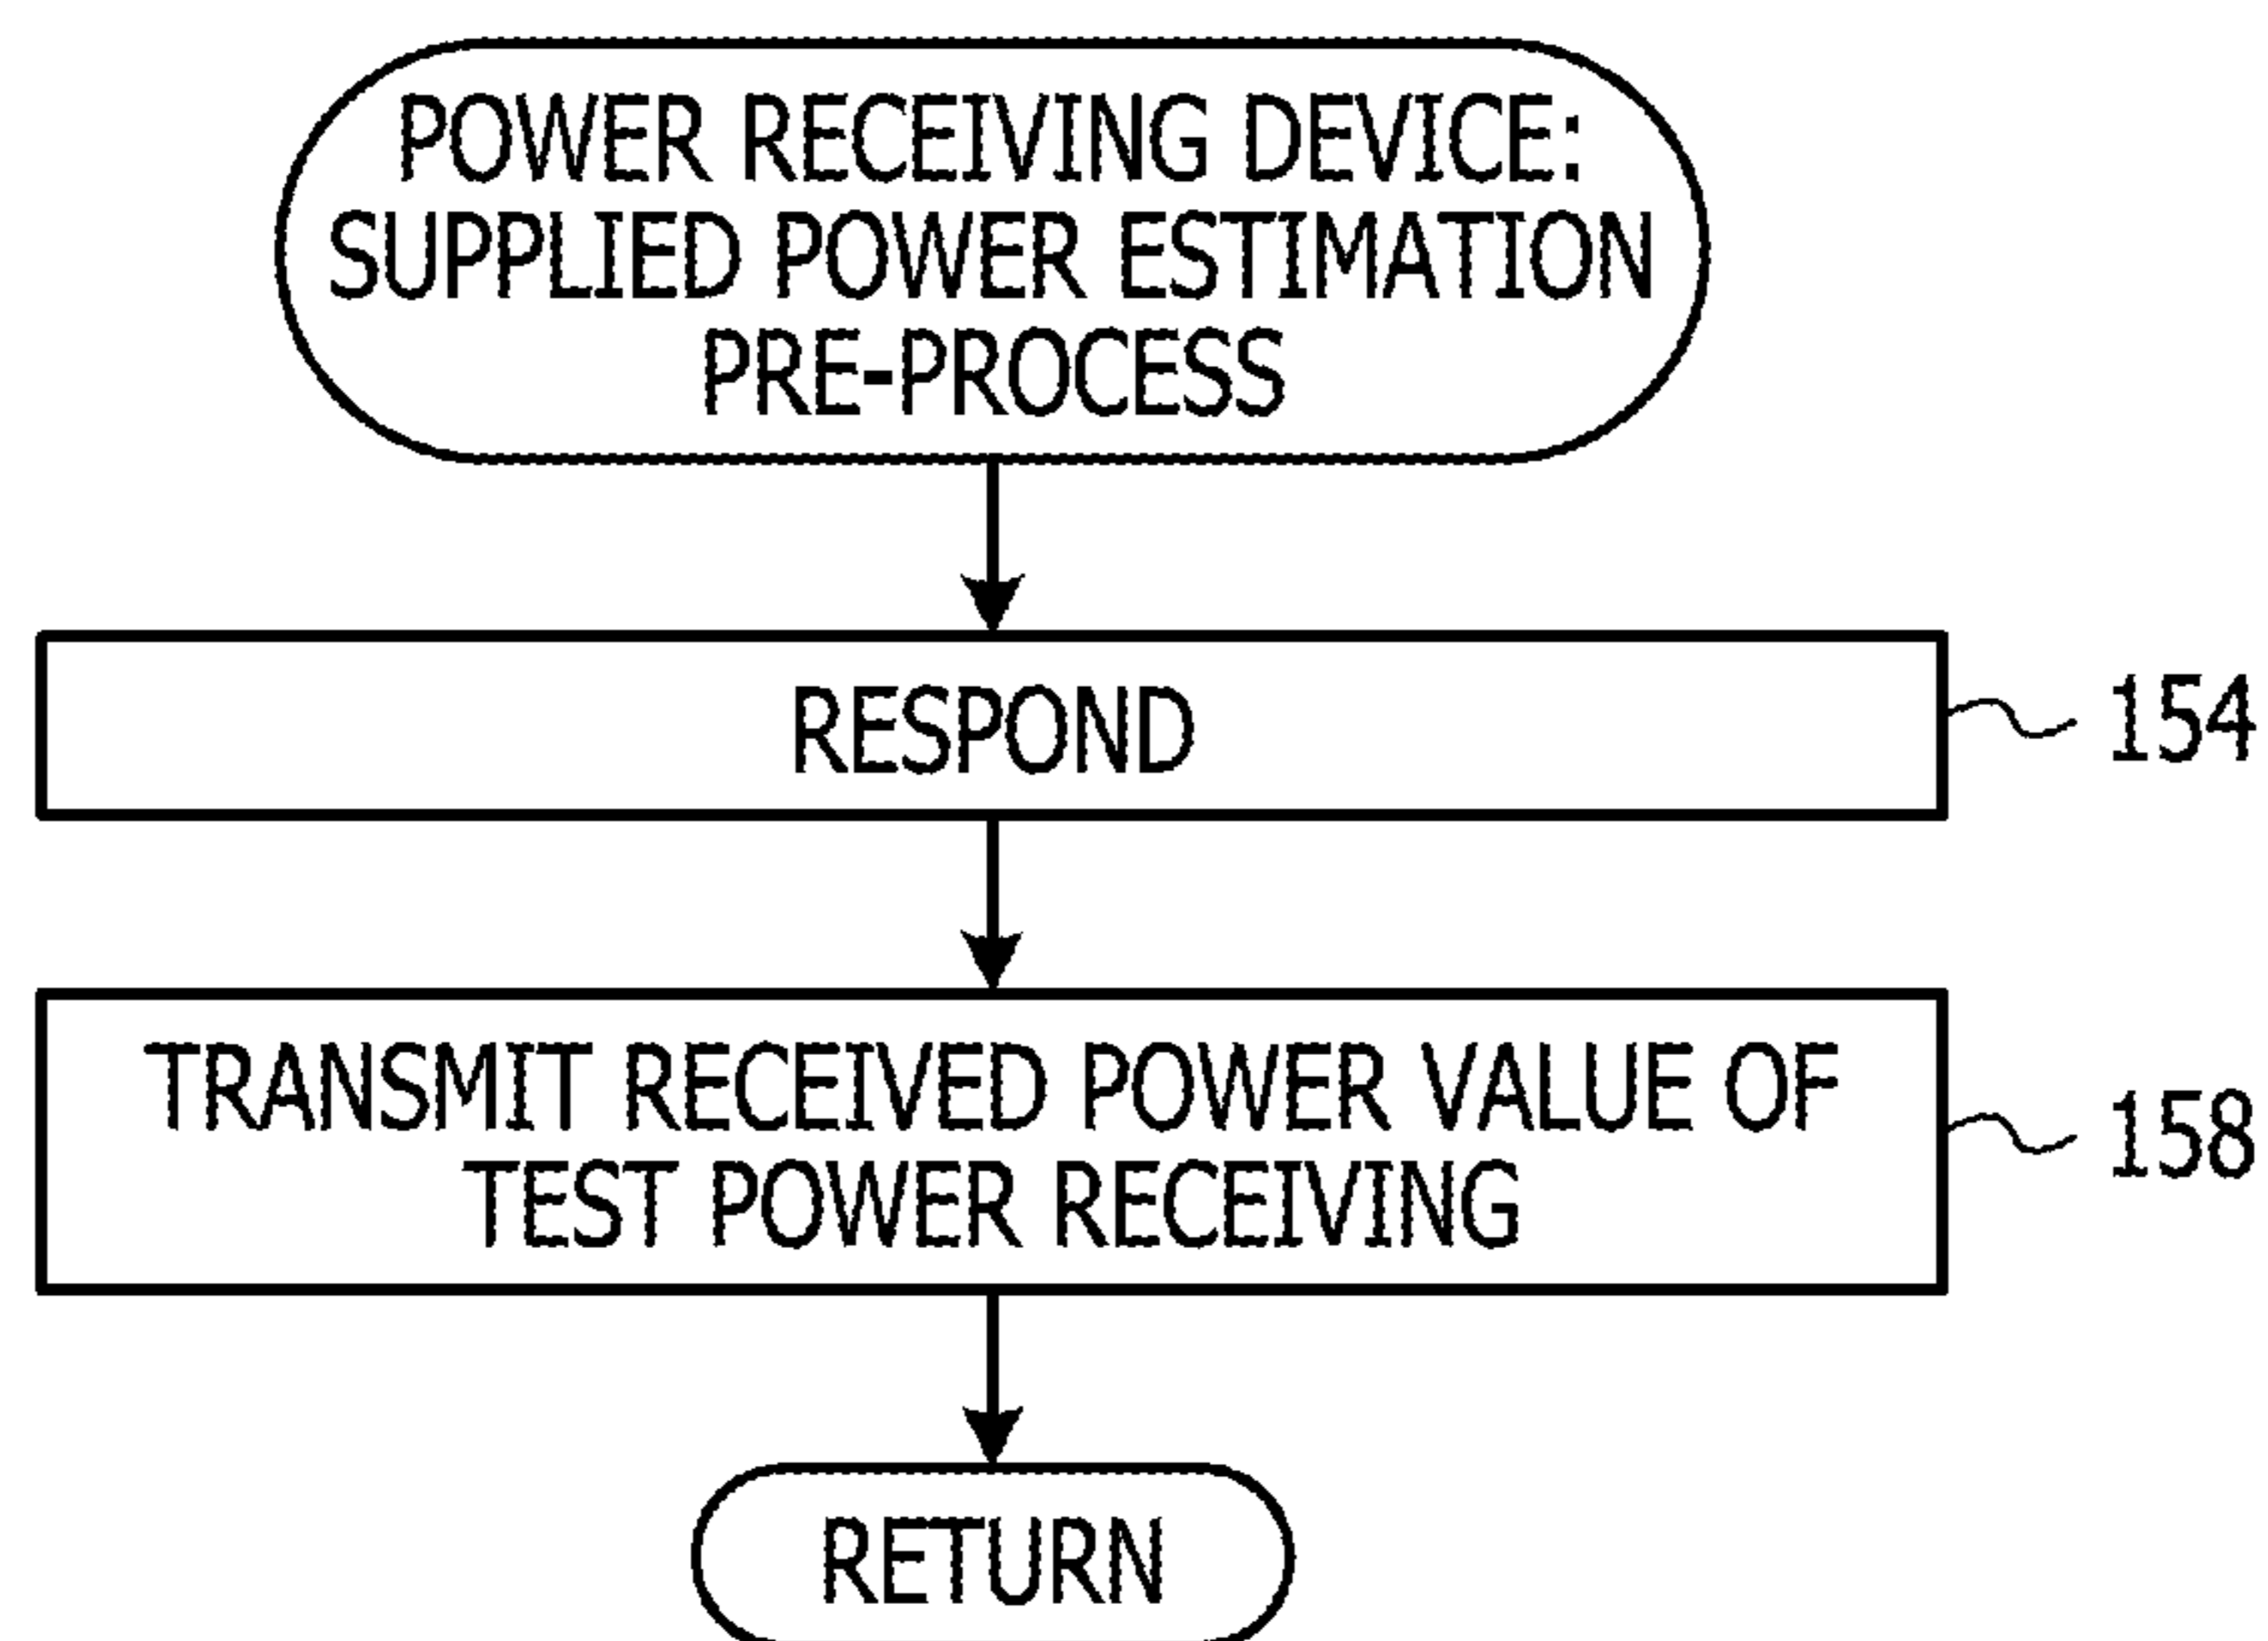 POWER RECEIVING DEVICE:
SUPPLIED POWER ESTIMATION
PRE-PROCESS
RESPOND
154
TRANSMIT RECEIVED POWER VALUE OF
TEST POWER RECEIVING
158
RETURN